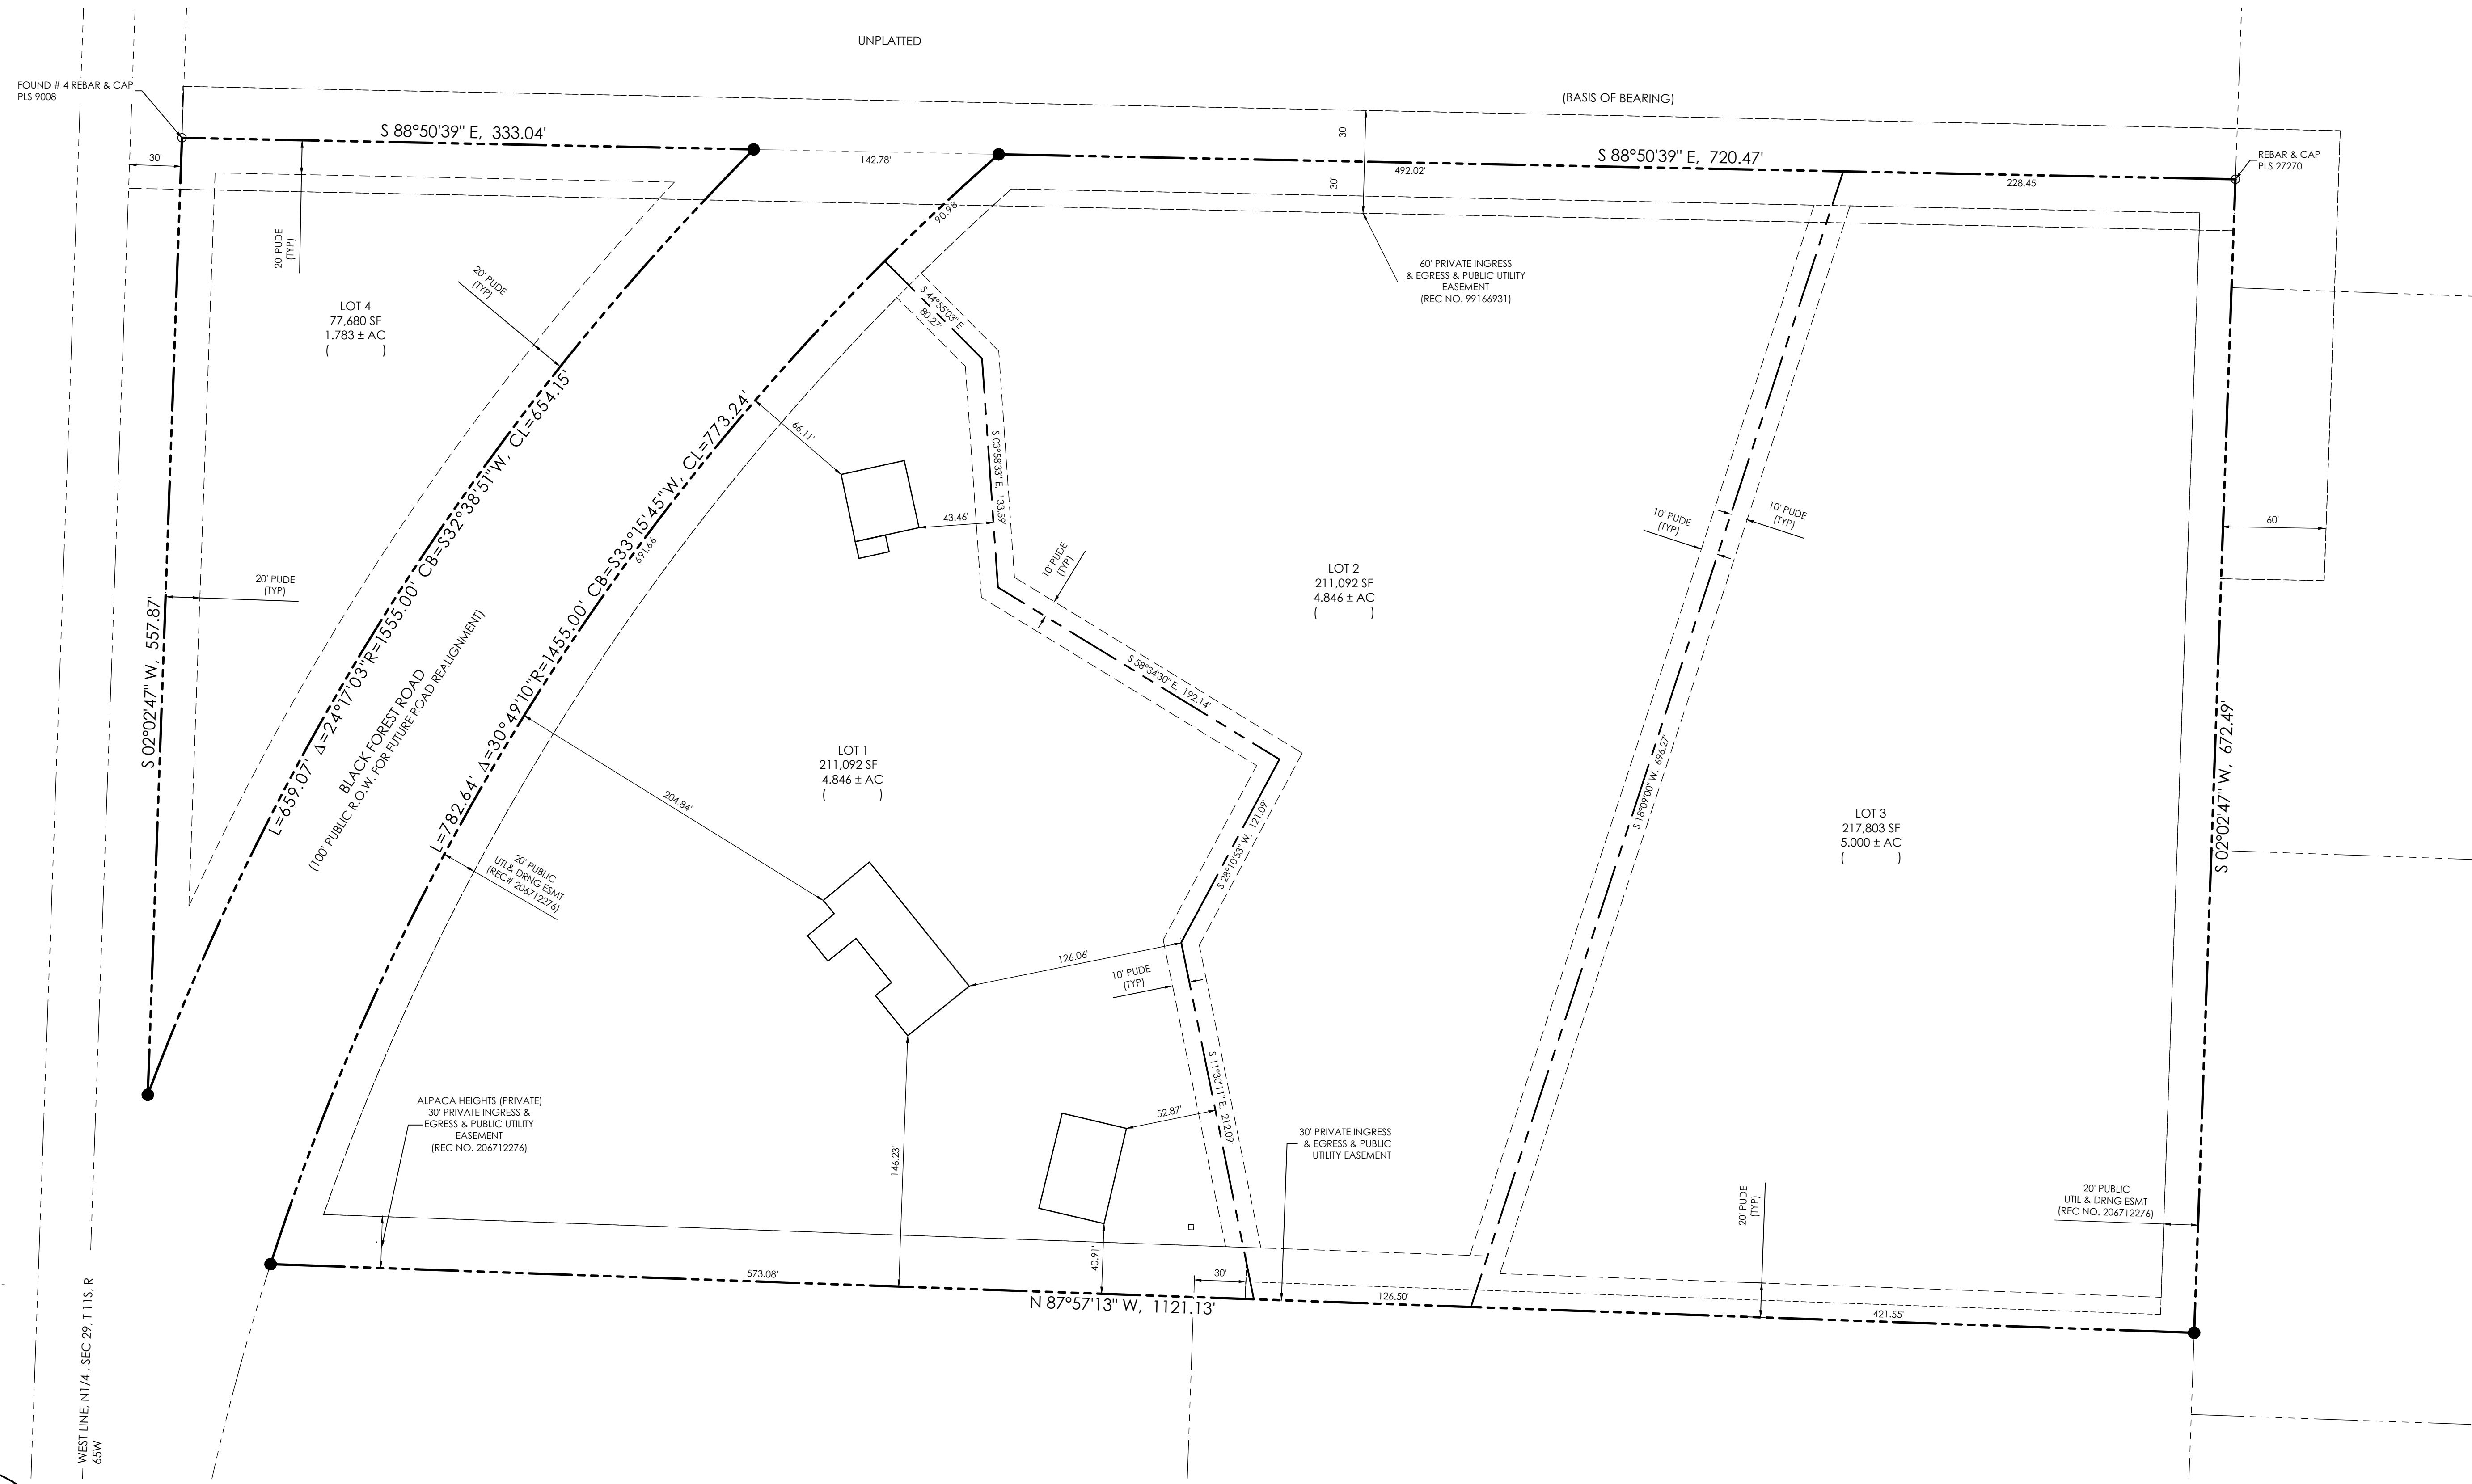 UNPLATTED
FOUND # 4 REBAR & CAP
PLS 9008
(BASIS OF BEARING)
S 88°50'39" E, 333.04'
30'
142.78'
30'
30'
S 88°50'39" E, 720.47'
492.02'
228.45'
REBAR & CAP
PLS 27270
90.98
20' PUDE
(TYP)
20' PUDE
(TYP)
LOT 4
77,680 SF
1.783 ± AC
( )
S 44°55'03" E
80.27'
60' PRIVATE INGRESS
& EGRESS & PUBLIC UTILITY
EASEMENT
(REC NO. 99166931)
66.11'
43.46'
S 03°58'33" E, 133.59'
10' PUDE
(TYP)
10' PUDE
(TYP)
10' PUDE
(TYP)
60'
LOT 2
211,092 SF
4.846 ± AC
( )
20' PUDE
(TYP)
S 02°02'47" W, 557.87'
L=659.07' Δ=24°17'03"R=1555.00' CB=S32°38'51"W, CL=654.15'
BLACK FOREST ROAD
(100' PUBLIC R.O.W. FOR FUTURE ROAD REALIGNMENT)
L=782.64' Δ=30°49'10"R=1455.00' CB=S33°15'45"W, CL=773.24'
691.66
S 58°34'30" E, 192.14'
LOT 1
211,092 SF
4.846 ± AC
( )
204.84'
S 28°10'53" W, 121.09'
S 18°09'00" W, 696.27'
LOT 3
217,803 SF
5.000 ± AC
( )
S 02°02'47" W, 672.49'
20' PUBLIC
UTL& DRNG ESMT
(REC# 206712276)
126.06'
10' PUDE
(TYP)
S 11°30'11" E, 212.09'
52.87'
ALPACA HEIGHTS (PRIVATE)
30' PRIVATE INGRESS &
EGRESS & PUBLIC UTILITY
EASEMENT
(REC NO. 206712276)
146.23'
40.91'
30' PRIVATE INGRESS
& EGRESS & PUBLIC
UTILITY EASEMENT
20' PUDE
(TYP)
20' PUBLIC
UTIL & DRNG ESMT
(REC NO. 206712276)
573.08'
30'
N 87°57'13" W, 1121.13'
126.50'
421.55'
WEST LINE, N1/4 , SEC 29, T 11S, R
65W